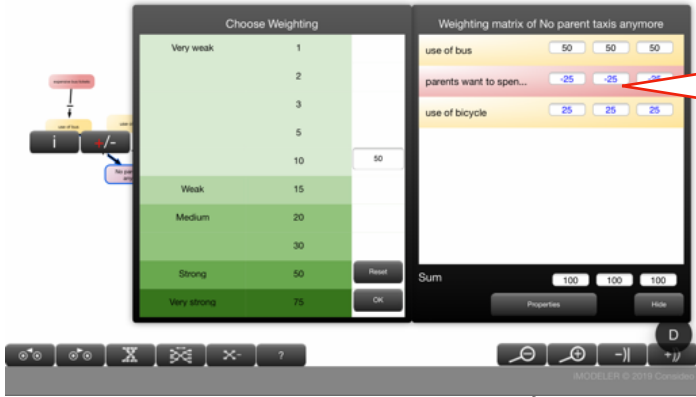 Choose Weighting
Very weak 1
2
3
5
10 50
Weak 15
Medium 20
30
Strong 50 Reset
Very strong 75 OK
Weighting matrix of No parent taxis anymore
use of bus 50 50 50
parents want to spen... -25 -25 -25
use of bicycle 25 25 25
Sum 100 100 100
Properties Hide
use of bus
i +/-
No par
D
?
iMODELER © 2019 Consideo